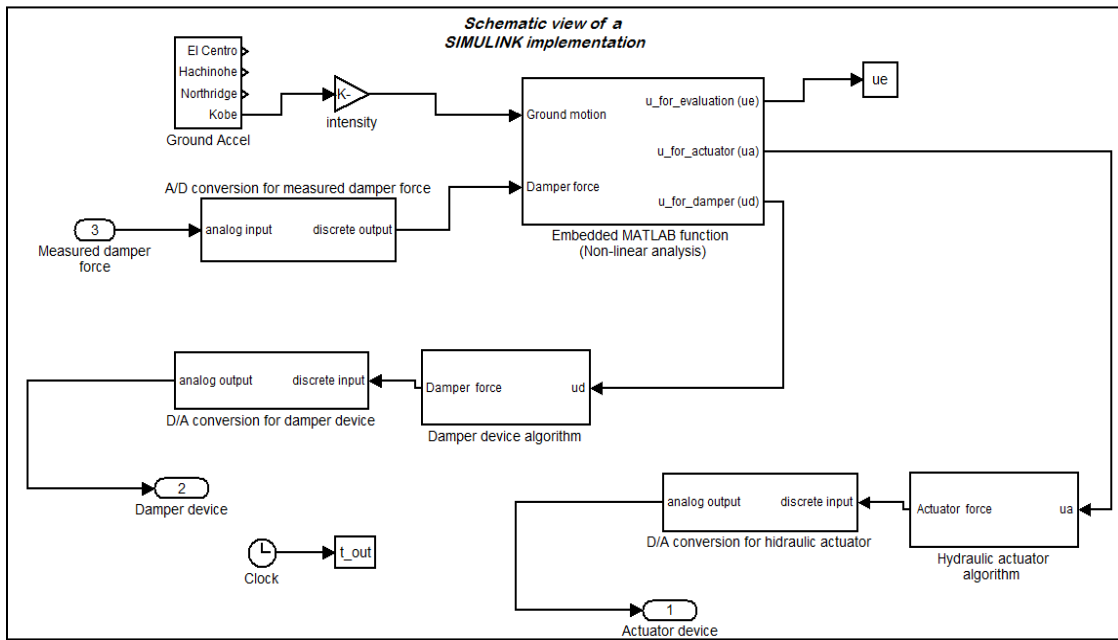 Schematic view of a
SIMULINK implementation
El Centro
Hachinohe
Northridge
Kobe
Ground Accel
K-
intensity
Ground motion
Damper force
u_for_evaluation (ue)
u_for_actuator (ua)
u_for_damper (ud)
Embedded MATLAB function
(Non-linear analysis)
ue
A/D conversion for measured damper force
analog input
discrete output
3
Measured damper
force
analog output
discrete input
D/A conversion for damper device
Damper force
ud
Damper device algorithm
2
Damper device
Clock
t_out
analog output
discrete input
D/A conversion for hidraulic actuator
Actuator force
ua
Hydraulic actuator
algorithm
1
Actuator device